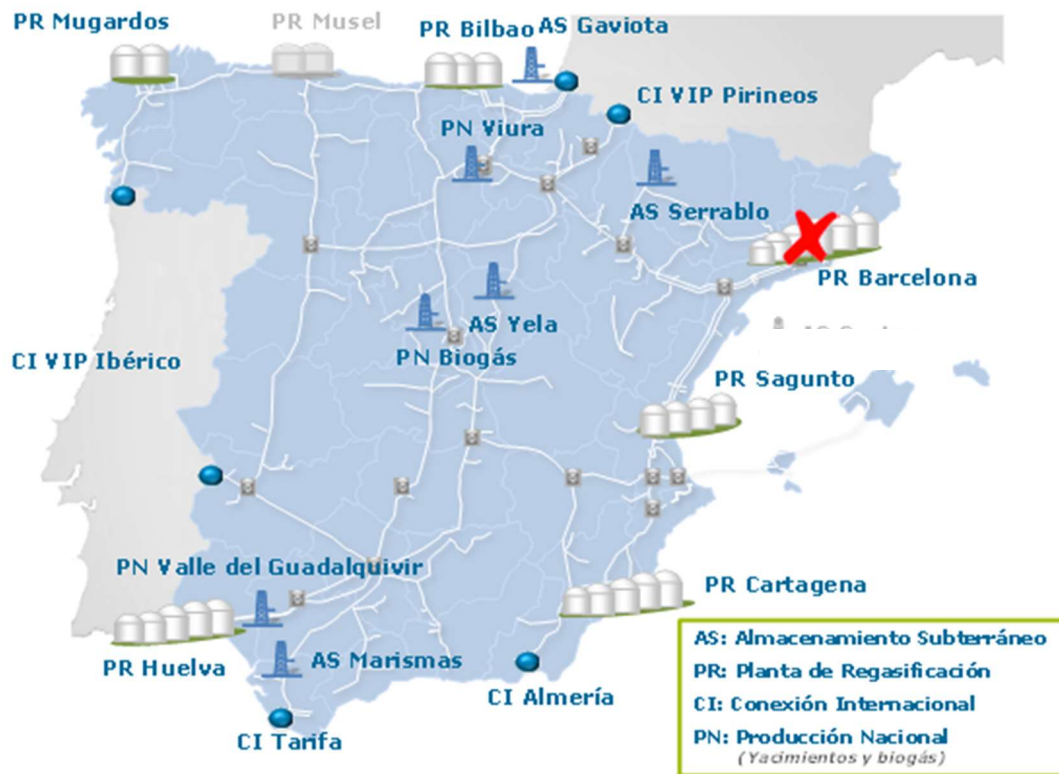 PR Mugardos
PR Musel
PR Bilbao
AS Gaviota
CI VIP Pirineos
PN Viura
AS Serrablo
PR Barcelona
AS Yela
PN Biogás
CI VIP Ibérico
PR Sagunto
PN Valle del Guadalquivir
PR Cartagena
PR Huelva
AS Marismas
CI Almería
CI Tarifa
AS: Almacenamiento Subterráneo
PR: Planta de Regasificación
CI: Conexión Internacional
PN: Producción Nacional
(Yacimientos y biogás)